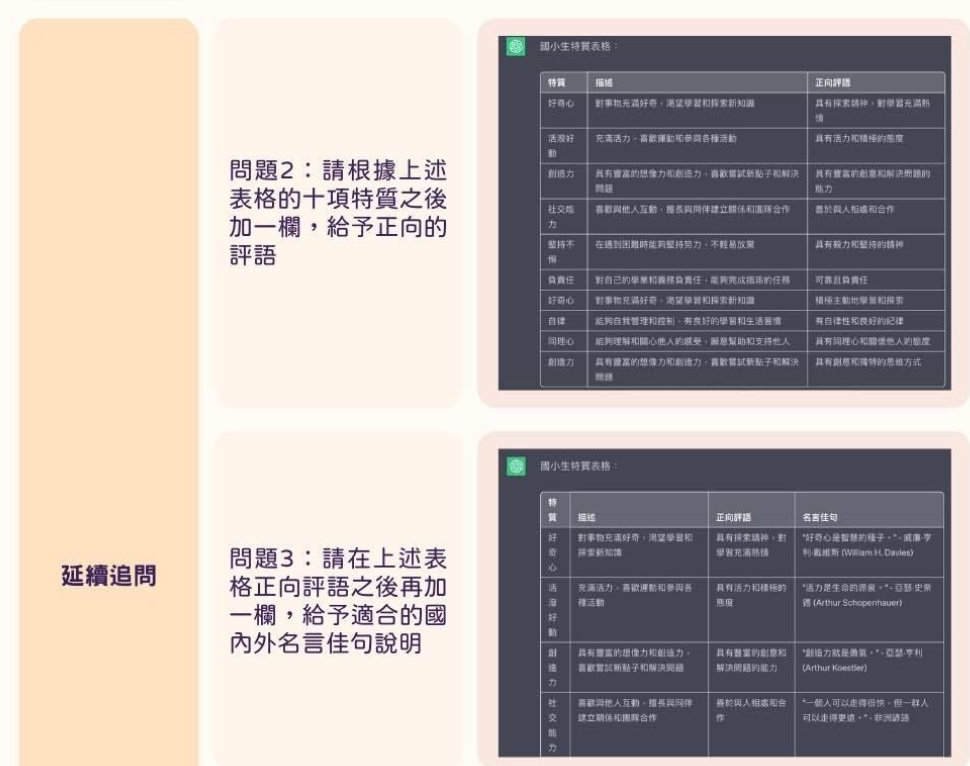 國小生特質表格：
特質 描述 正向評語
好奇心 對事物充滿好奇，渴望學習和探索新知識 具有探索精神，對學習充滿熱
情
活潑好 充滿活力，喜歡運動和參與各種活動 具有活力和積極的態度
動
創造力 具有豐富的想像力和創造力，喜歡嘗試新點子和解決 具有豐富的創意和解決問題的
問題 能力
社交能 喜歡與他人互動，擅長與同伴建立關係和團隊合作 善於與人相處和合作
力
堅持不 在遇到困難時能夠堅持努力，不輕易放棄 具有毅力和堅持的精神
懈
負責任 對自己的學業和義務負責任，能夠完成指派的任務 可靠且負責任
好奇心 對事物充滿好奇，渴望學習和探索新知識 積極主動地學習和探索
自律 能夠自我管理和控制，有良好的學習和生活習慣 有自律性和良好的紀律
同理心 能夠理解和關心他人的感受，願意幫助和支持他人 具有同理心和關懷他人的態度
創造力 具有豐富的想像力和創造力，喜歡嘗試新點子和解決 具有創意和獨特的思維方式
問題
問題2：請根據上述
表格的十項特質之後
加一欄，給予正向的
評語
延續追問
問題3：請在上述表
格正向評語之後再加
一欄，給予適合的國
內外名言佳句說明
國小生特質表格：
特
質 描述 正向評語 名言佳句
好 對事物充滿好奇，渴望學習和 具有探索精神，對 "好奇心是智慧的種子。" - 威廉·亨
奇 探索新知識 學習充滿熱情 利·戴維斯 (William H. Davies)
心
活 充滿活力，喜歡運動和參與各 具有活力和積極的 "活力是生命的源泉。" - 亞瑟·史奈
潑 種活動 態度 德 (Arthur Schopenhauer)
好
動
創 具有豐富的想像力和創造力， 具有豐富的創意和 "創造力就是勇氣。" - 亞瑟·亨利
造 喜歡嘗試新點子和解決問題 解決問題的能力 (Arthur Koestler)
力
社 喜歡與他人互動，擅長與同伴 善於與人相處和合 "一個人可以走得很快，但一群人
交 建立關係和團隊合作 作 可以走得更遠。" - 非洲諺語
能
力